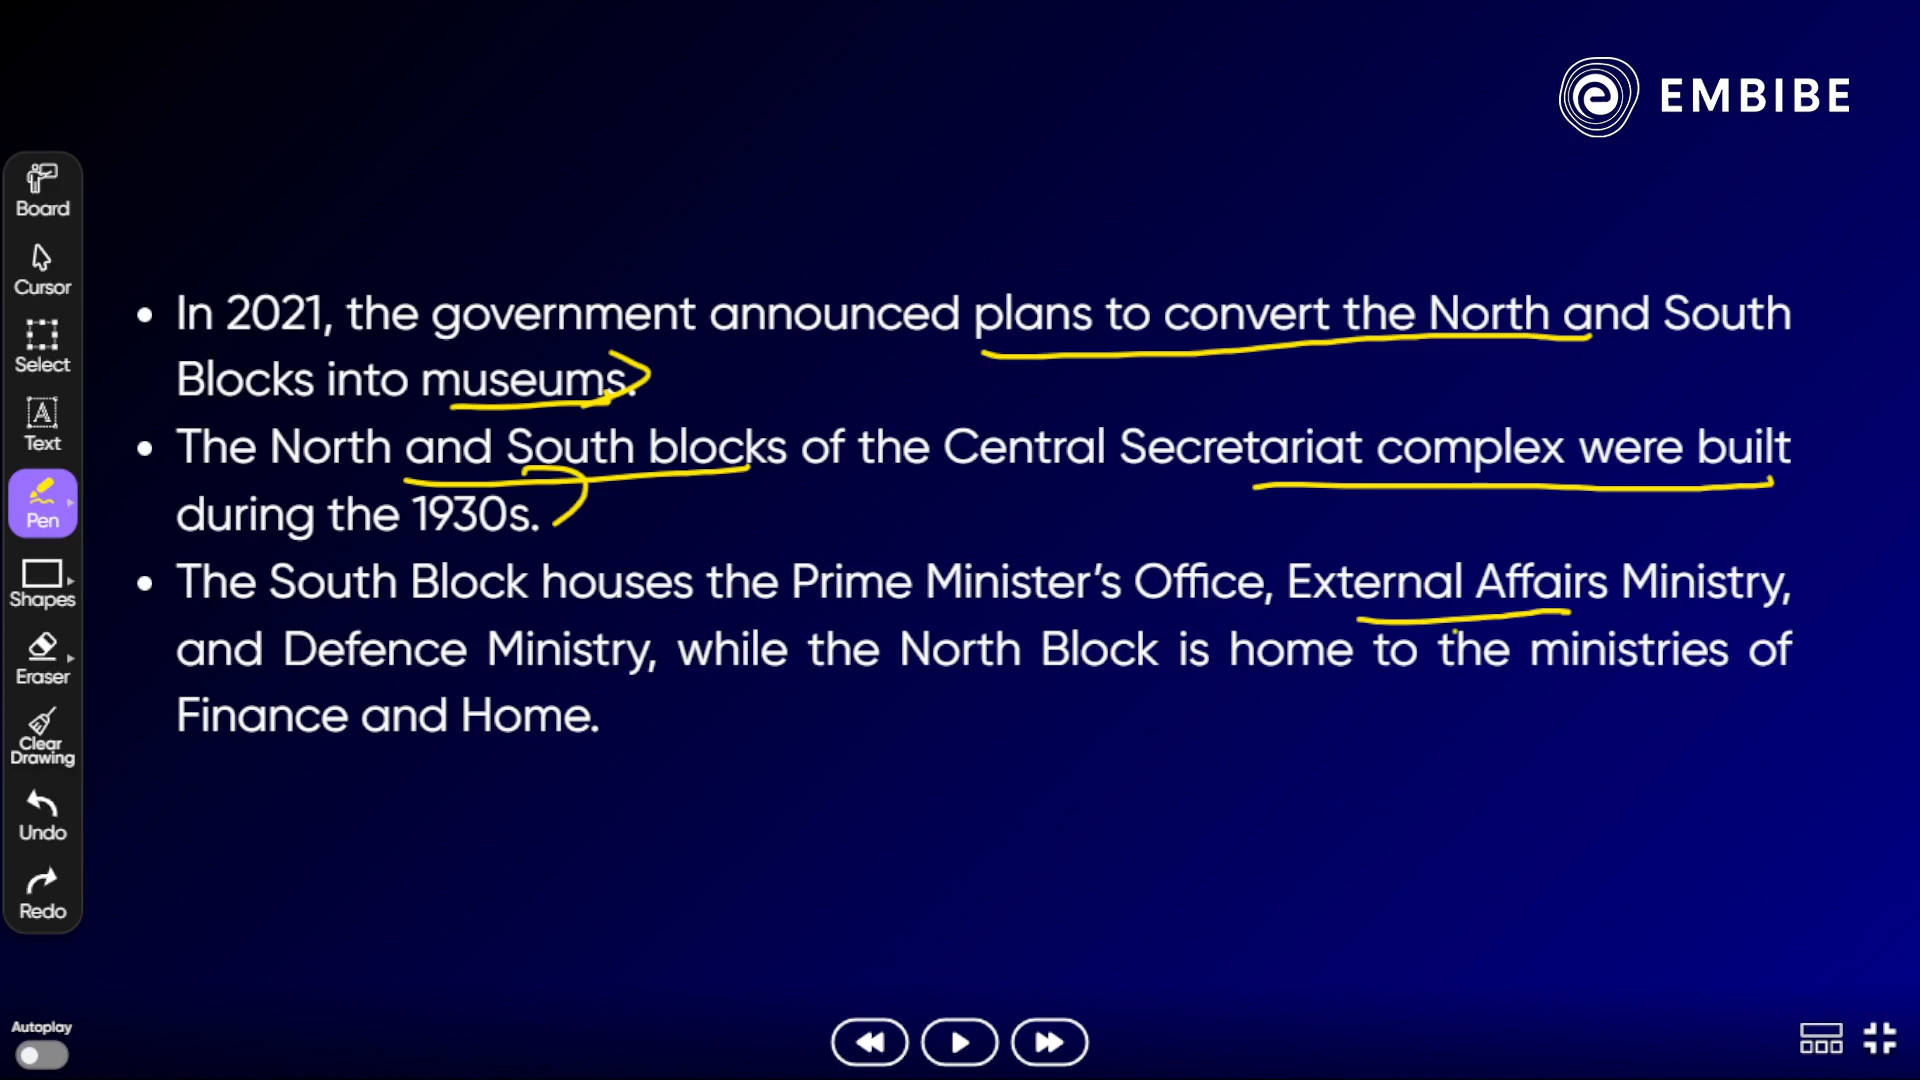 EMBIBE
Board
Cursor
Select
Text
Pen
Shapes
Eraser
Clear
Drawing
Undo
Redo
Autoplay
• In 2021, the government announced plans to convert the North and South
Blocks into museums.
• The North and South blocks of the Central Secretariat complex were built
during the 1930s.
• The South Block houses the Prime Minister’s Office, External Affairs Ministry,
and Defence Ministry, while the North Block is home to the ministries of
Finance and Home.